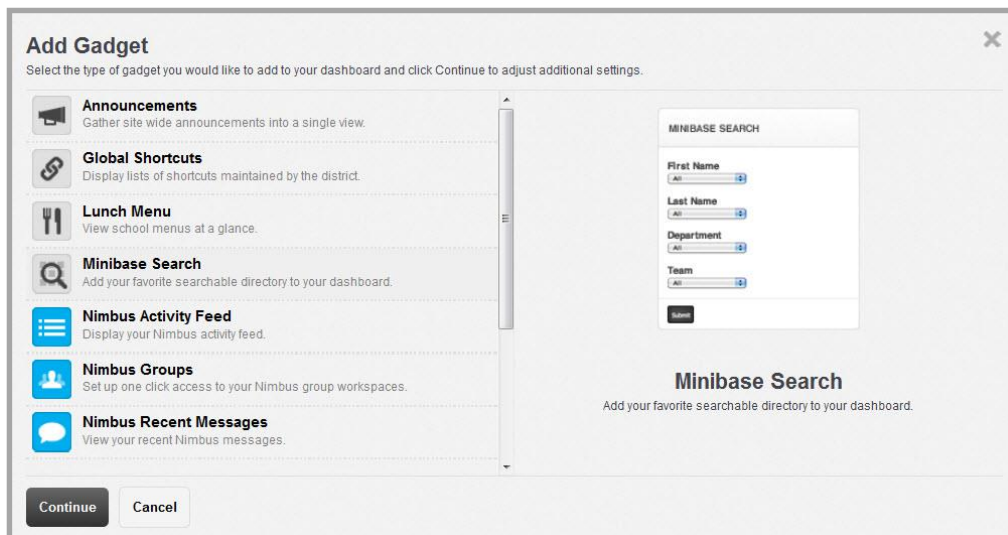 Add Gadget
Select the type of gadget you would like to add to your dashboard and click Continue to adjust additional settings.
Announcements
Gather site wide announcements into a single view.
Global Shortcuts
Display lists of shortcuts maintained by the district.
Lunch Menu
View school menus at a glance.
Minibase Search
Add your favorite searchable directory to your dashboard.
Nimbus Activity Feed
Display your Nimbus activity feed.
Nimbus Groups
Set up one click access to your Nimbus group workspaces.
Nimbus Recent Messages
View your recent Nimbus messages.
MINIBASE SEARCH
First Name
All
Last Name
All
Department
All
Team
All
Submit
Minibase Search
Add your favorite searchable directory to your dashboard.
Continue
Cancel